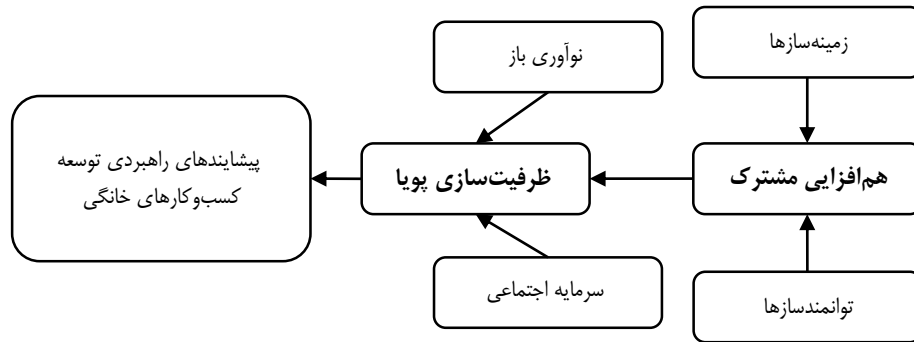 زمینه‌سازها
نوآوری باز
هم‌افزایی مشترک
ظرفیت‌سازی پویا
پیشایندهای راهبردی توسعه
کسب‌وکارهای خانگی
توانمندسازها
سرمایه اجتماعی